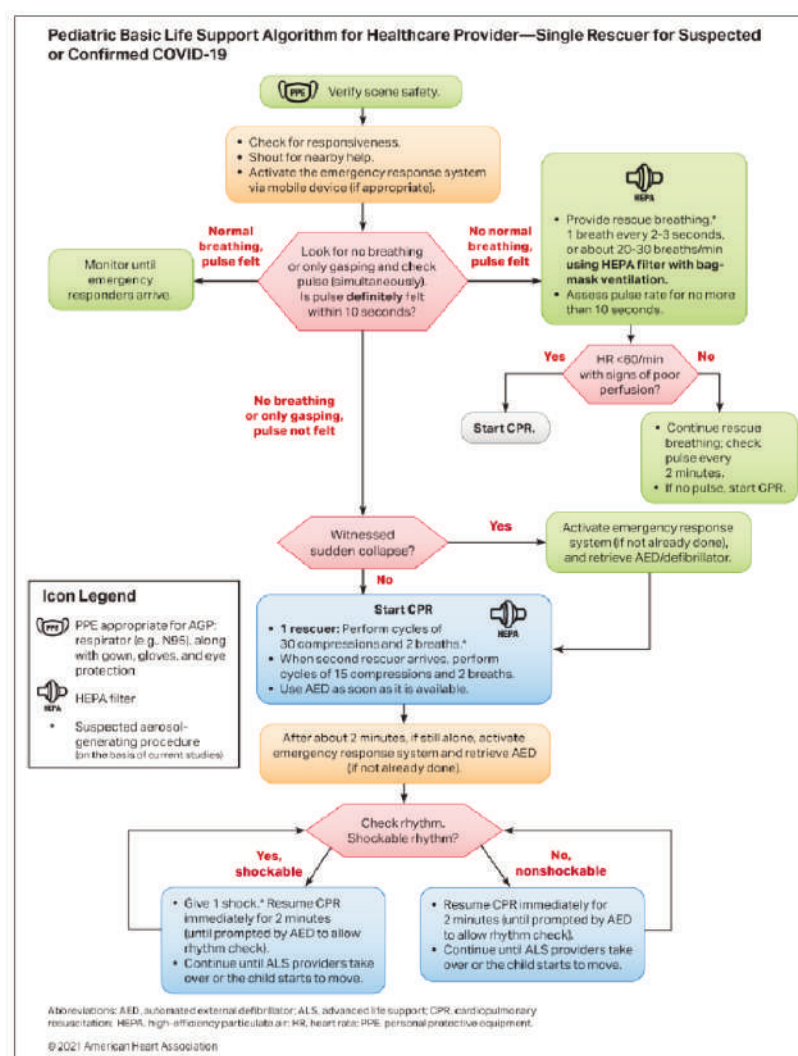 Pediatric Basic Life Support Algorithm for Healthcare Provider—Single Rescuer for Suspected
or Confirmed COVID-19
PPE
Verify scene safety.
• Check for responsiveness.
• Shout for nearby help.
• Activate the emergency response system
via mobile device (if appropriate).
HEPA
• Provide rescue breathing,*
1 breath every 2-3 seconds,
or about 20-30 breaths/min
using HEPA filter with bag-
mask ventilation.
• Assess pulse rate for no more
than 10 seconds.
Normal
breathing,
pulse felt
Look for no breathing
or only gasping and check
pulse (simultaneously).
Is pulse definitely felt
within 10 seconds?
No normal
breathing,
pulse felt
Monitor until
emergency
responders arrive.
Yes
HR <60/min
with signs of poor
perfusion?
No
Start CPR.
• Continue rescue
breathing; check
pulse every
2 minutes.
• If no pulse, start CPR.
No breathing
or only gasping,
pulse not felt
Witnessed
sudden collapse?
Yes
Activate emergency response
system (if not already done),
and retrieve AED/defibrillator.
No
Start CPR
HEPA
• 1 rescuer: Perform cycles of
30 compressions and 2 breaths.*
• When second rescuer arrives, perform
cycles of 15 compressions and 2 breaths.
• Use AED as soon as it is available.
Icon Legend
PPE
PPE appropriate for AGP:
respirator (e.g., N95), along
with gown, gloves, and eye
protection
HEPA
HEPA filter
* Suspected aerosol-
generating procedure
(on the basis of current studies)
After about 2 minutes, if still alone, activate
emergency response system and retrieve AED
(if not already done).
Check rhythm.
Shockable rhythm?
Yes,
shockable
No,
nonshockable
• Give 1 shock.* Resume CPR
immediately for 2 minutes
(until prompted by AED to allow
rhythm check).
• Continue until ALS providers take
over or the child starts to move.
• Resume CPR immediately for
2 minutes (until prompted by AED
to allow rhythm check).
• Continue until ALS providers take
over or the child starts to move.
Abbreviations: AED, automated external defibrillator; ALS, advanced life support; CPR, cardiopulmonary
resuscitation; HEPA, high-efficiency particulate air; HR, heart rate; PPE, personal protective equipment.
© 2021 American Heart Association